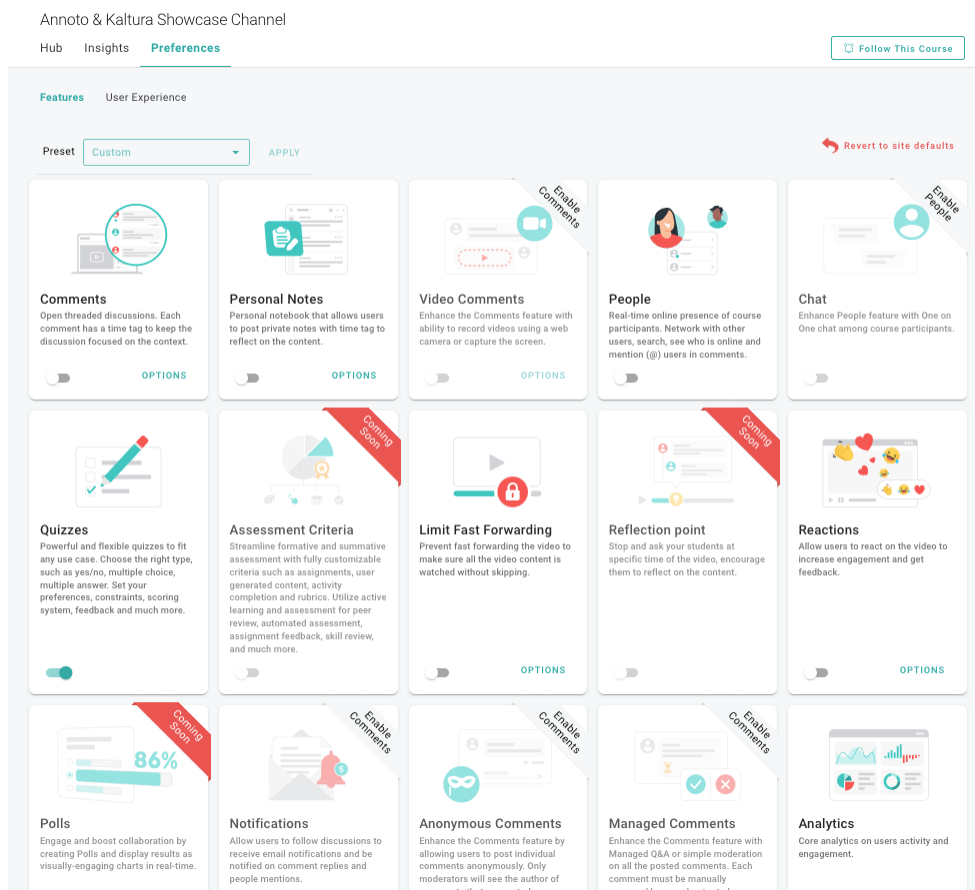 Annoto & Kaltura Showcase Channel
Hub Insights Preferences
Follow This Course
Features User Experience
Preset Custom APPLY
Revert to site defaults
Comments
Open threaded discussions. Each
comment has a time tag to keep the
discussion focused on the context.
OPTIONS
Personal Notes
Personal notebook that allows users
to post private notes with time tag to
reflect on the content.
OPTIONS
Enable
Comments
Video Comments
Enhance the Comments feature with
ability to record videos using a web
camera or capture the screen.
OPTIONS
People
Real-time online presence of course
participants. Network with other
users, search, see who is online and
mention (@) users in comments.
Enable
People
Chat
Enhance People feature with One on
One chat among course participants.
Quizzes
Powerful and flexible quizzes to fit
any use case. Choose the right type,
such as yes/no, multiple choice,
multiple answer. Set your
preferences, constraints, scoring
system, feedback and much more.
Coming
Soon
Assessment Criteria
Streamline formative and summative
assessment with fully customizable
criteria such as assignments, user
generated content, activity
completion and rubrics. Utilize active
learning and assessment for peer
review, automated assessment,
assignment feedback, skill review,
and much more.
Limit Fast Forwarding
Prevent fast forwarding the video to
make sure all the video content is
watched without skipping.
OPTIONS
Coming
Soon
Reflection point
Stop and ask your students at
specific time of the video, encourage
them to reflect on the content.
Reactions
Allow users to react on the video to
increase engagement and get
feedback.
OPTIONS
Coming
Soon
86%
Polls
Engage and boost collaboration by
creating Polls and display results as
visually-engaging charts in real-time.
Enable
Comments
5
Notifications
Allow users to follow discussions to
receive email notifications and be
notified on comment replies and
people mentions.
Enable
Comments
Anonymous Comments
Enhance the Comments feature by
allowing users to post individual
comments anonymously. Only
moderators will see the author of
Enable
Comments
Managed Comments
Enhance the Comments feature with
Managed Q&A or simple moderation
on all the posted comments. Each
comment must be manually
Analytics
Core analytics on users activity and
engagement.